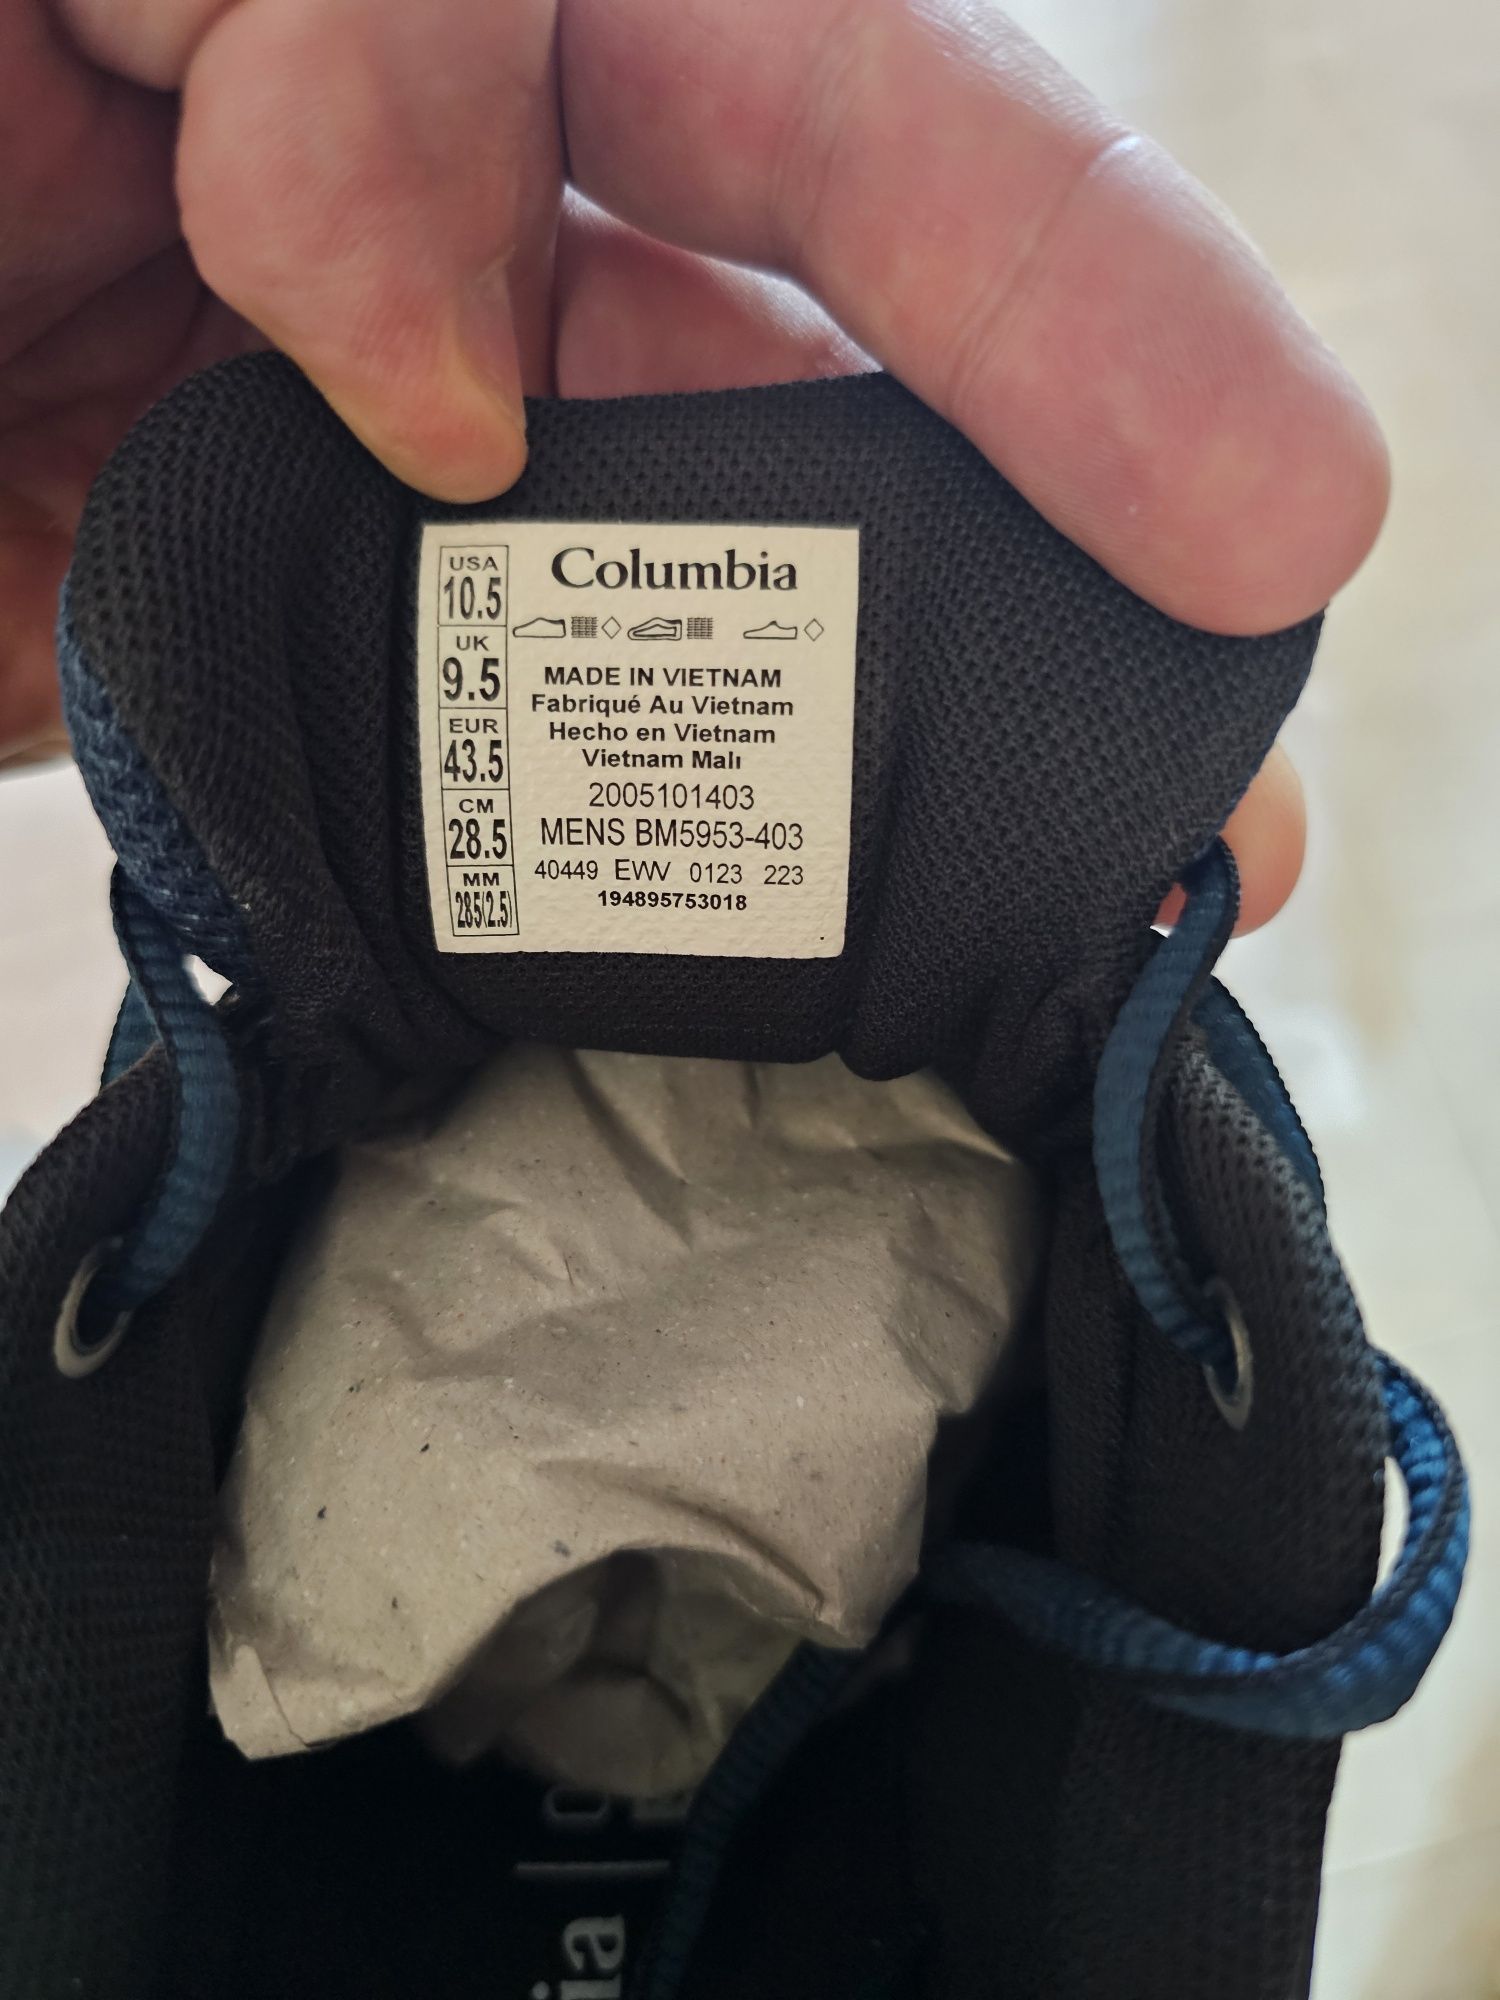 USA
10.5
UK
9.5
EUR
43.5
CM
28.5
MM
285(2.5)
Columbia
MADE IN VIETNAM
Fabriqué Au Vietnam
Hecho en Vietnam
Vietnam Malı
2005101403
MENS BM5953-403
40449 EWV 0123 223
194895753018